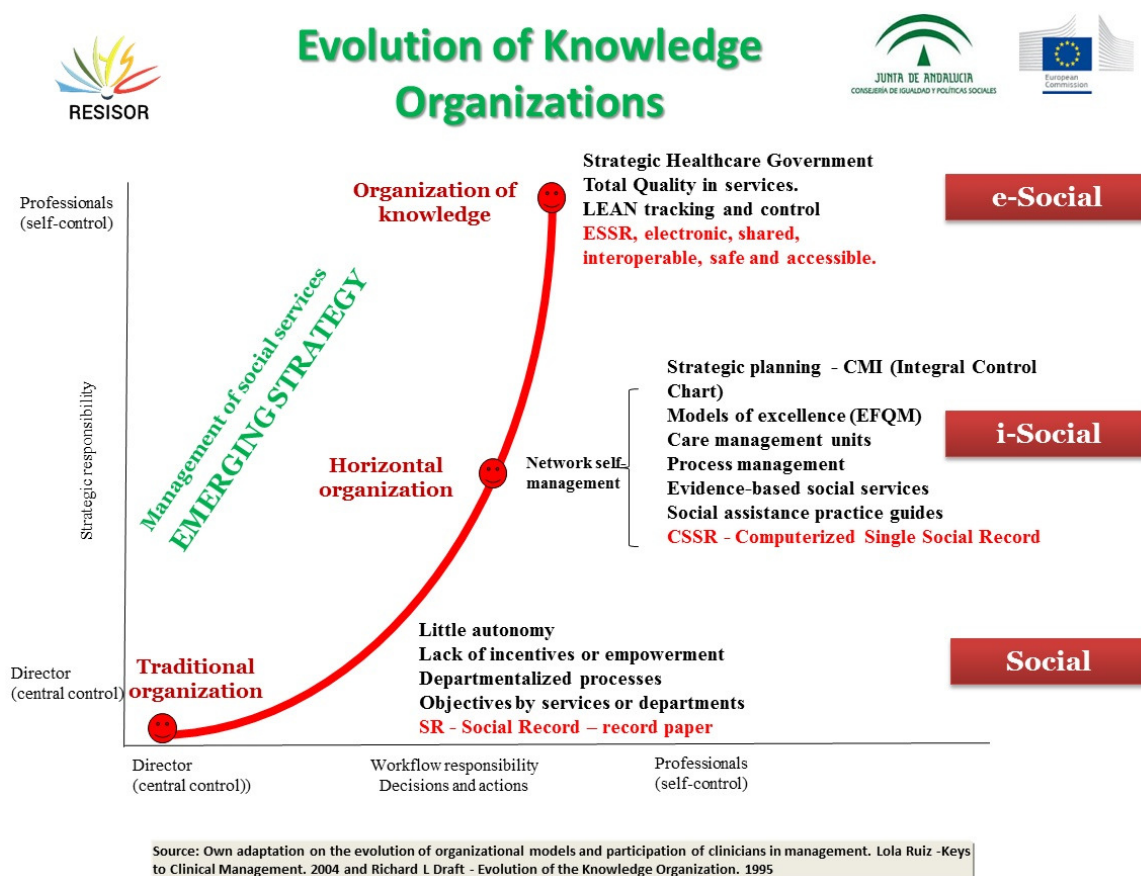 RESISOR
Evolution of Knowledge
Organizations
JUNTA DE ANDALUCIA
CONSEJERÍA DE IGUALDAD Y POLÍTICAS SOCIALES
European
Commission
Professionals
(self-control)
Organization of
knowledge
Strategic Healthcare Government
Total Quality in services.
LEAN tracking and control
ESSR, electronic, shared,
interoperable, safe and accessible.
e-Social
Management of social services
EMERGING STRATEGY
Strategic responsibility
Horizontal
organization
Network self-
management
Strategic planning - CMI (Integral Control
Chart)
Models of excellence (EFQM)
Care management units
Process management
Evidence-based social services
Social assistance practice guides
CSSR - Computerized Single Social Record
i-Social
Director
(central control)
Traditional
organization
Little autonomy
Lack of incentives or empowerment
Departmentalized processes
Objectives by services or departments
SR - Social Record – record paper
Social
Director
(central control))
Workflow responsibility
Decisions and actions
Professionals
(self-control)
Source: Own adaptation on the evolution of organizational models and participation of clinicians in management. Lola Ruiz -Keys
to Clinical Management. 2004 and Richard L Draft - Evolution of the Knowledge Organization. 1995